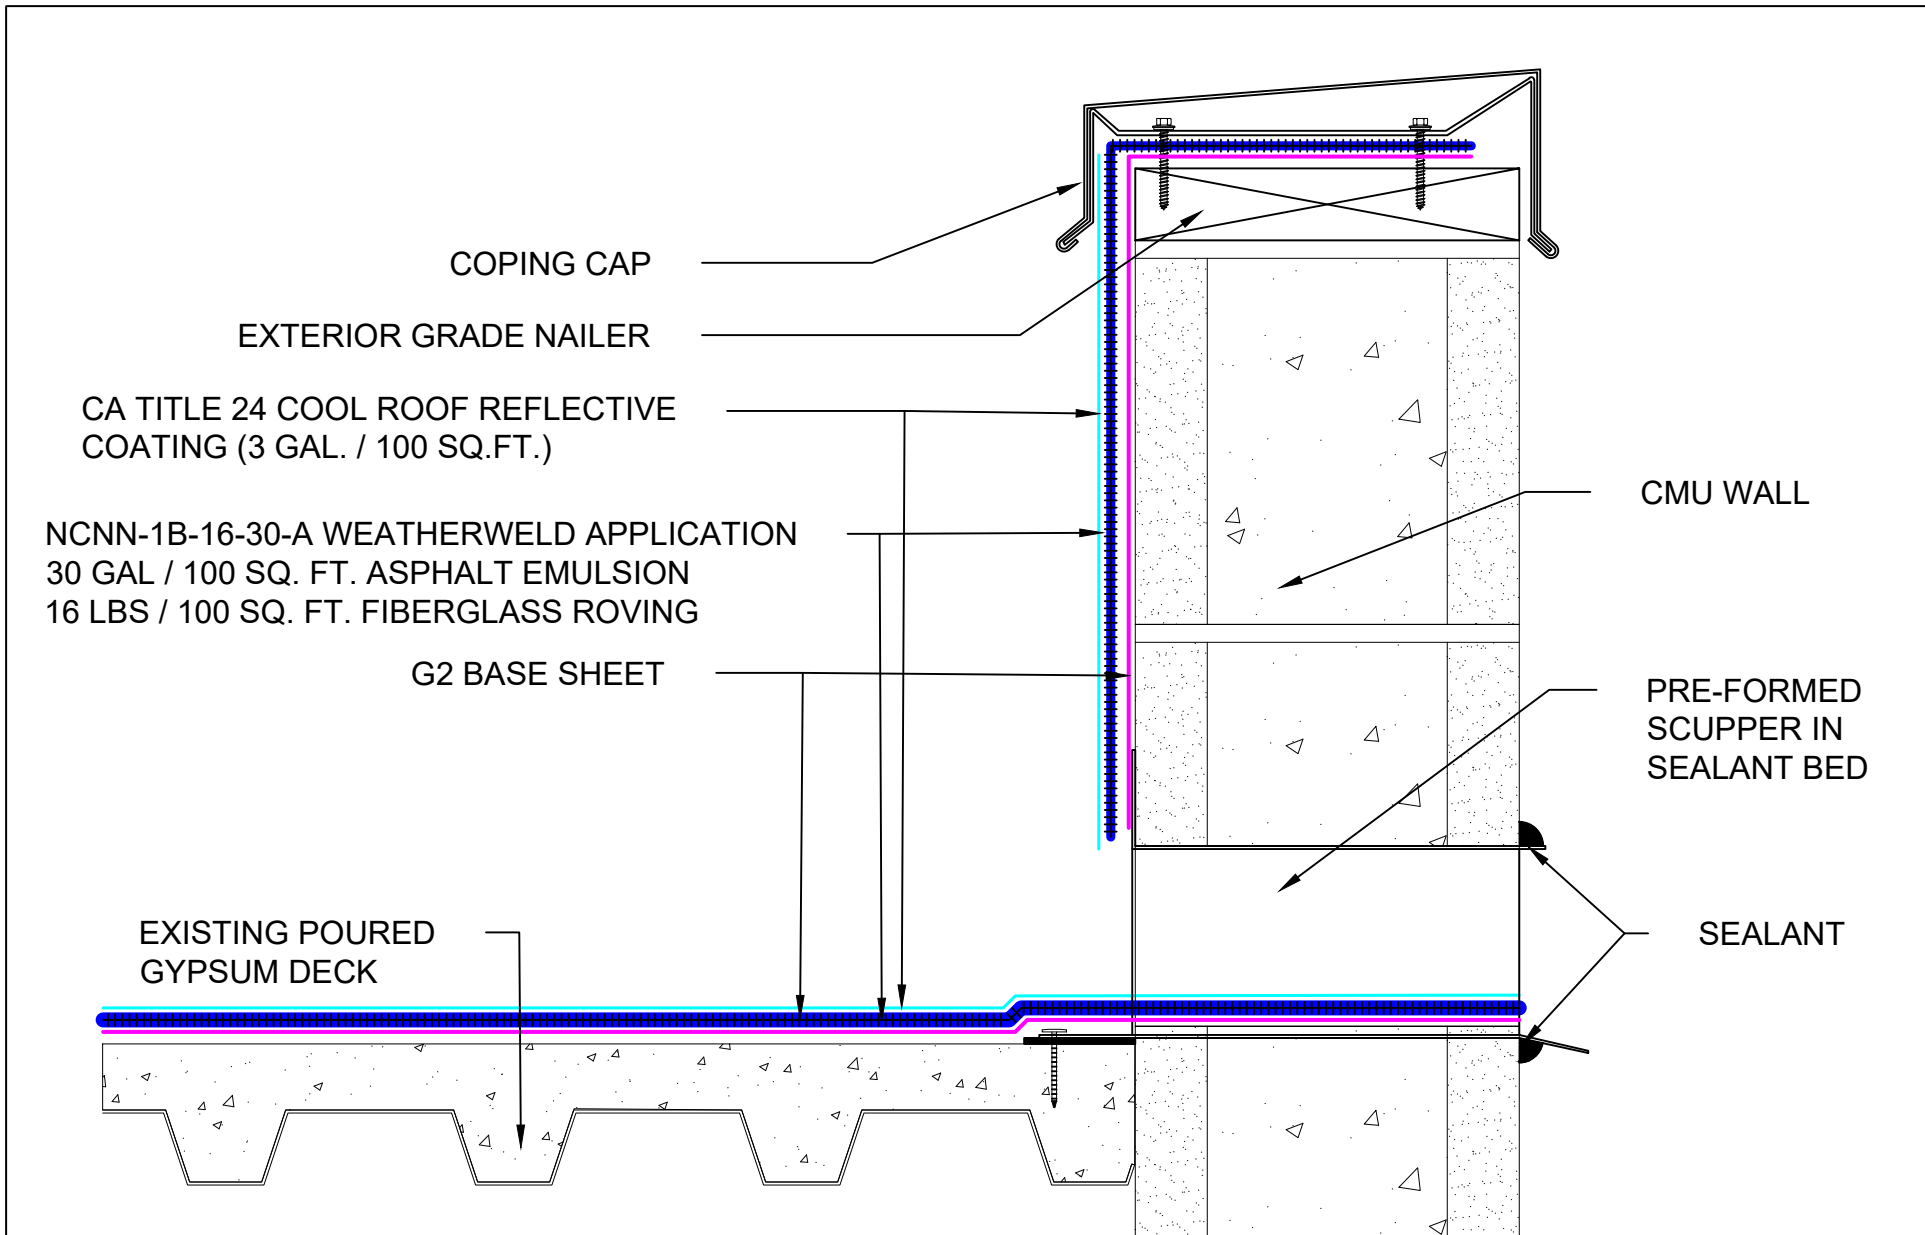 COPING CAP
EXTERIOR GRADE NAILER
CA TITLE 24 COOL ROOF REFLECTIVE
COATING (3 GAL. / 100 SQ.FT.)
NCNN-1B-16-30-A WEATHERWELD APPLICATION
30 GAL / 100 SQ. FT. ASPHALT EMULSION
16 LBS / 100 SQ. FT. FIBERGLASS ROVING
G2 BASE SHEET
EXISTING POURED
GYPSUM DECK
CMU WALL
PRE-FORMED
SCUPPER IN
SEALANT BED
SEALANT